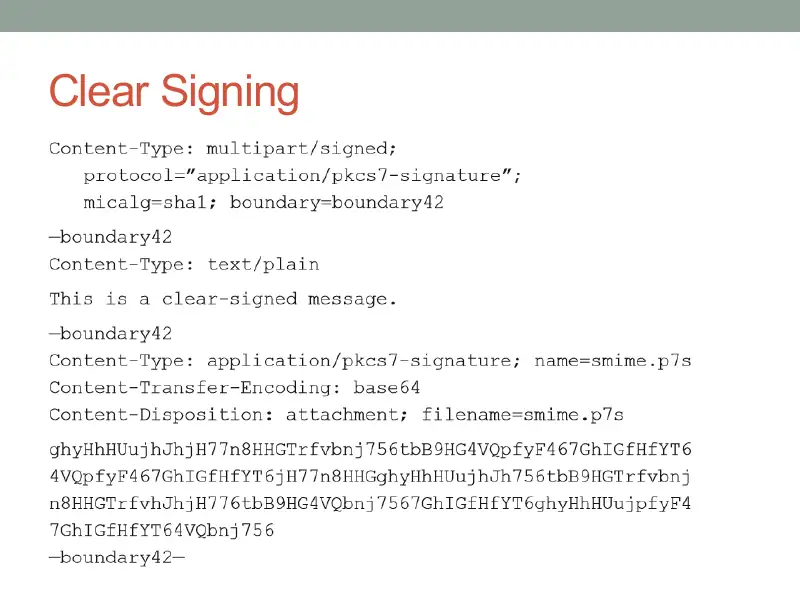 Clear Signing
Content-Type: multipart/signed;
protocol=”application/pkcs7-signature”;
micalg=sha1; boundary=boundary42
—boundary42
Content-Type: text/plain
This is a clear-signed message.
—boundary42
Content-Type: application/pkcs7-signature; name=smime.p7s
Content-Transfer-Encoding: base64
Content-Disposition: attachment; filename=smime.p7s
ghyHhHUujhJhjH77n8HHGTrfvbnj756tbB9HG4VQpfyF467GhIGfHfYT6
4VQpfyF467GhIGfHfYT6jH77n8HHGghyHhHUujhJh756tbB9HGTrfvbnj
n8HHGTrfvhJhjH776tbB9HG4VQbnj7567GhIGfHfYT6ghyHhHUujpfyF4
7GhIGfHfYT64VQbnj756
—boundary42—